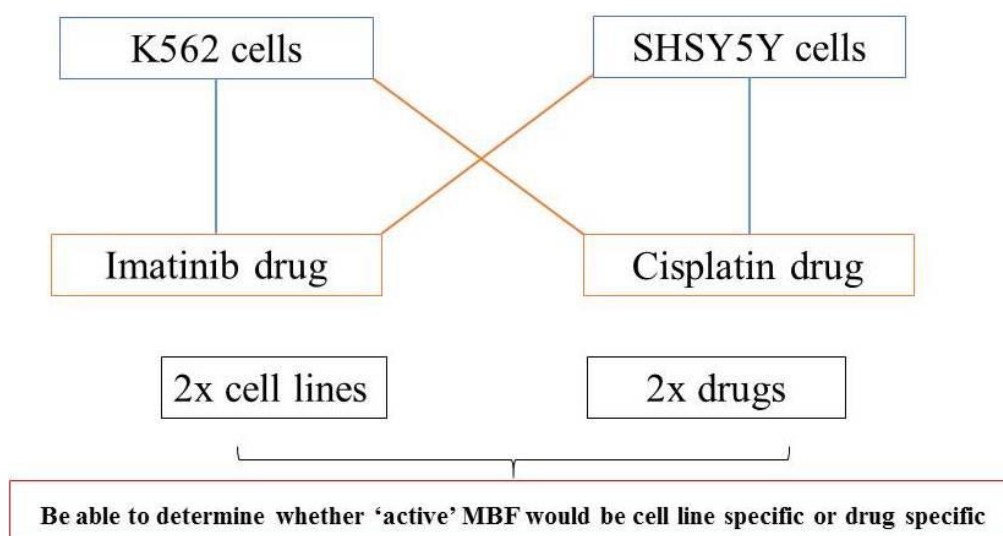 K562 cells
SHSY5Y cells
Imatinib drug
Cisplatin drug
2x cell lines
2x drugs
Be able to determine whether ‘active’ MBF would be cell line specific or drug specific